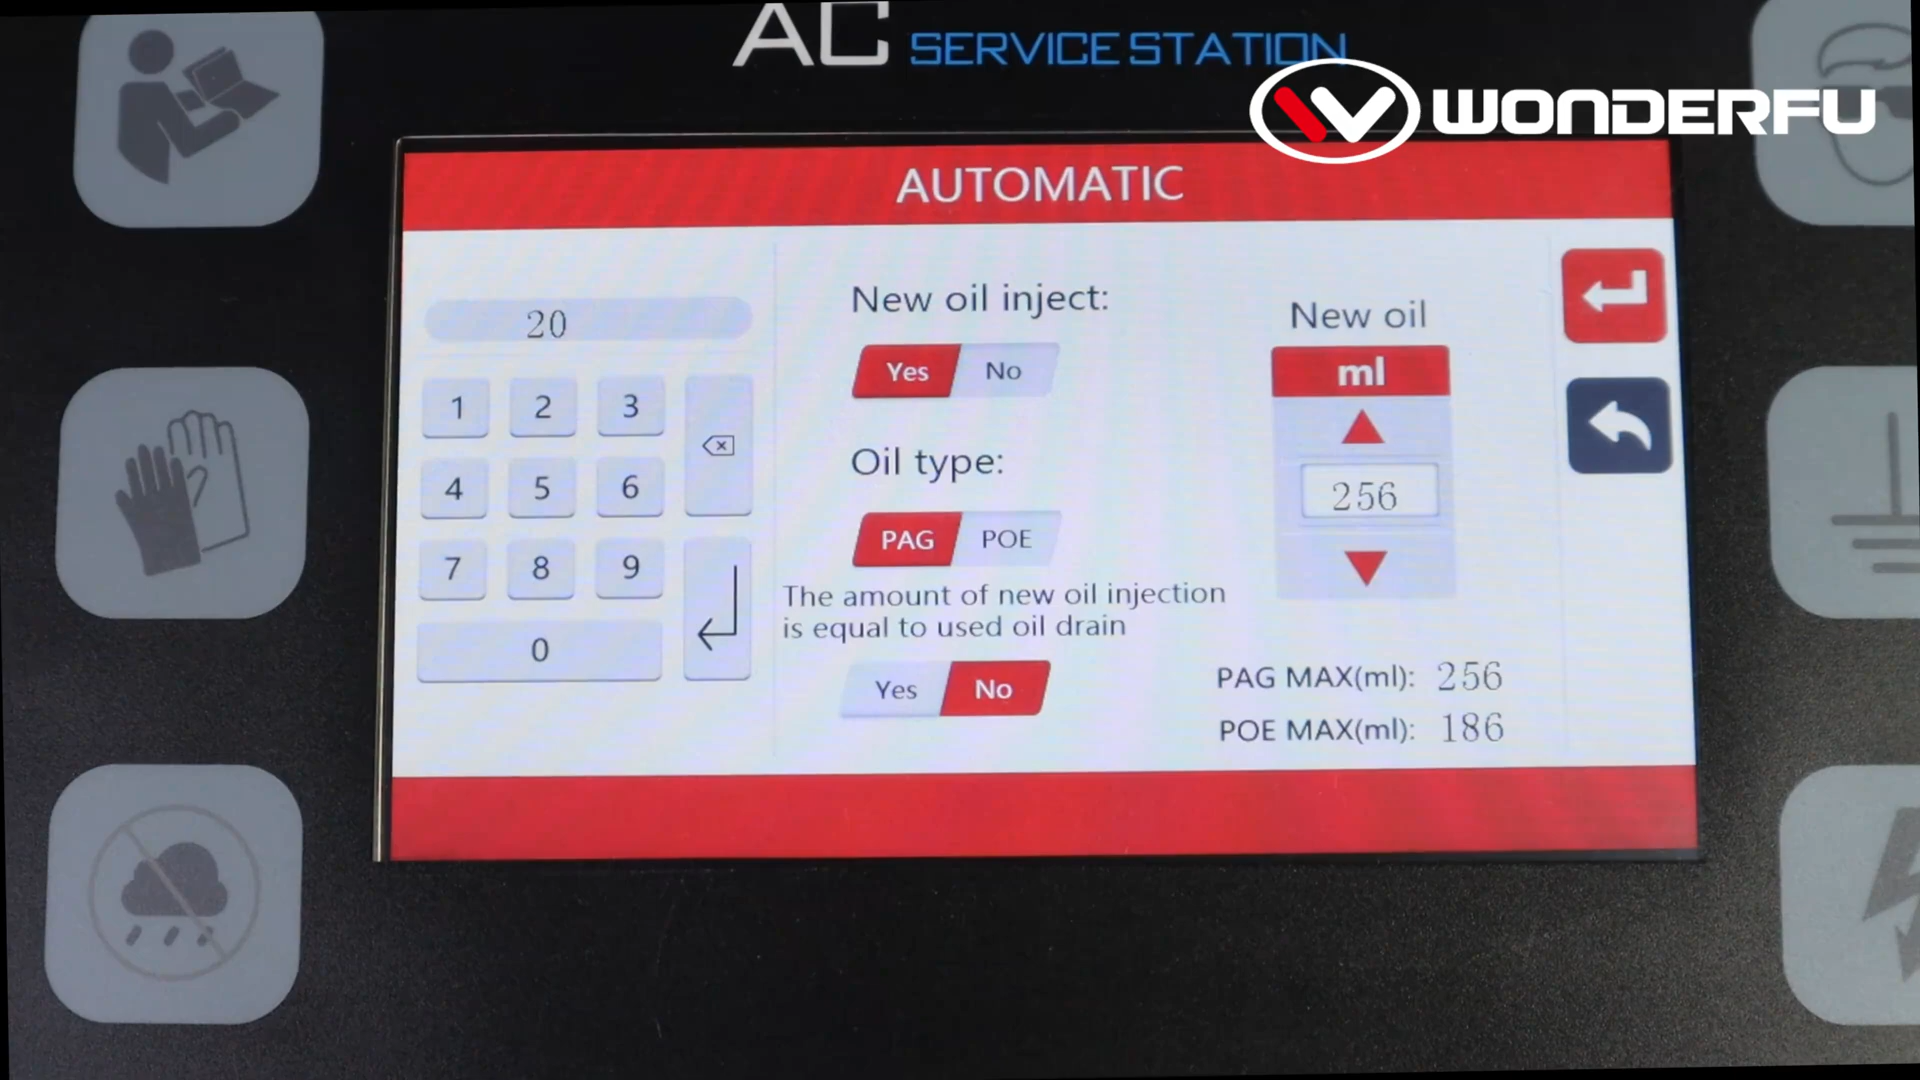 AC SERVICE STATION
WONDERFU
AUTOMATIC
20
1 2 3
4 5 6
7 8 9
0
New oil inject:
Yes No
Oil type:
PAG POE
The amount of new oil injection
is equal to used oil drain
Yes No
New oil
ml
256
PAG MAX(ml): 256
POE MAX(ml): 186